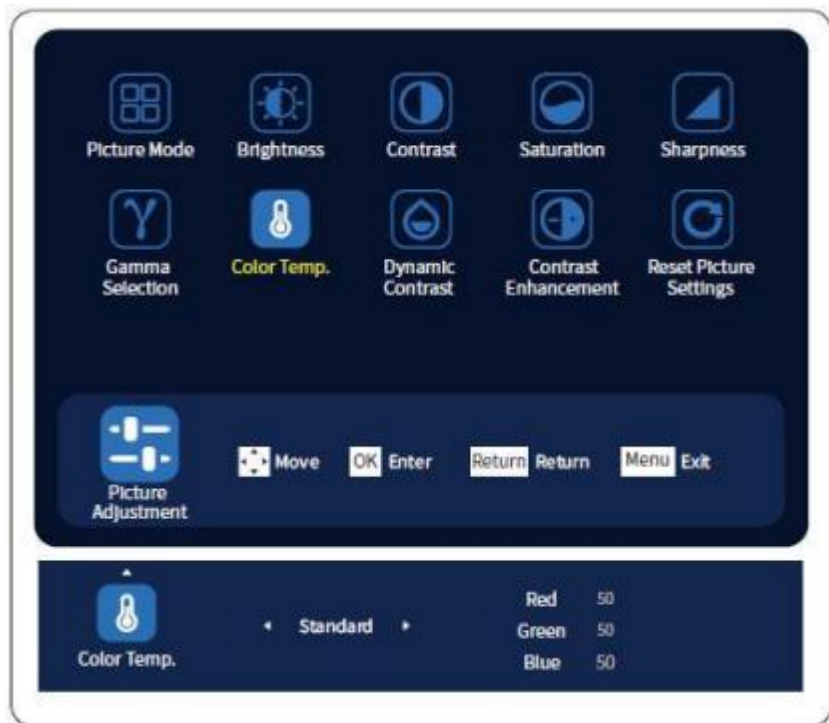 Picture Mode Brightness Contrast Saturation Sharpness
Gamma Selection Color Temp. Dynamic Contrast Contrast Enhancement Reset Picture Settings
Move OK Enter Return Return Menu Exit
Picture
Adjustment
Color Temp.
Standard
Red 50
Green 50
Blue 50